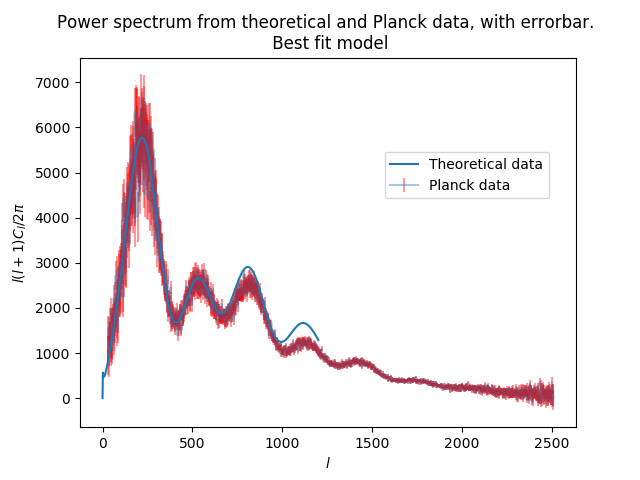 Power spectrum from theoretical and Planck data, with errorbar.
Best fit model
7000
6000
5000
4000
3000
2000
1000
0
l(l + 1)C_l/2π
Theoretical data
Planck data
0 500 1000 1500 2000 2500
l